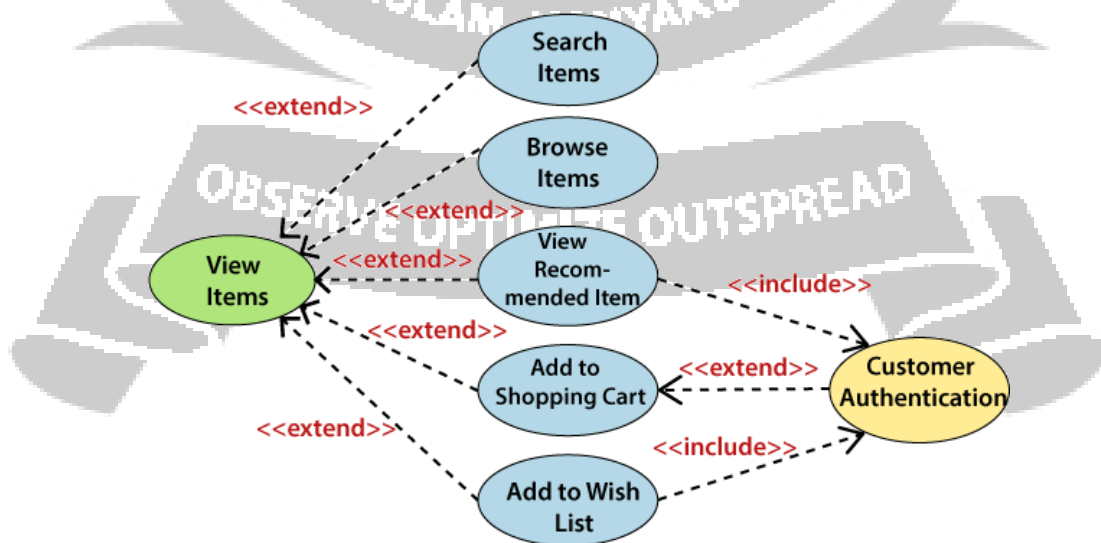 Search
Items
<<extend>>
Browse
Items
OBSERVE OPTIMIZE OUTSPREAD
<<extend>>
View
Recom-
mended Item
<<extend>>
View
Items
<<include>>
<<extend>>
Add to
Shopping Cart
<<extend>>
Customer
Authentication
<<extend>>
<<include>>
Add to Wish
List